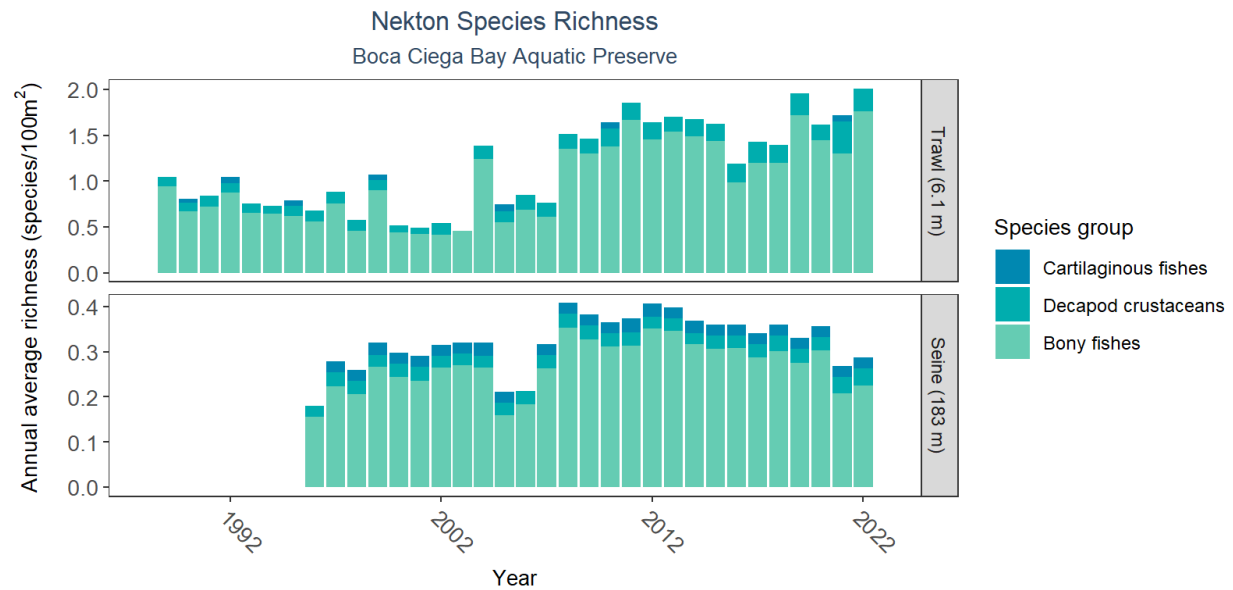 Nekton Species Richness
Boca Ciega Bay Aquatic Preserve
Annual average richness (species/100m²)
2.0
1.5
1.0
0.5
0.0
Trawl (6.1 m)
0.4
0.3
0.2
0.1
0.0
Seine (183 m)
1992
2002
2012
2022
Year
Species group
Cartilaginous fishes
Decapod crustaceans
Bony fishes